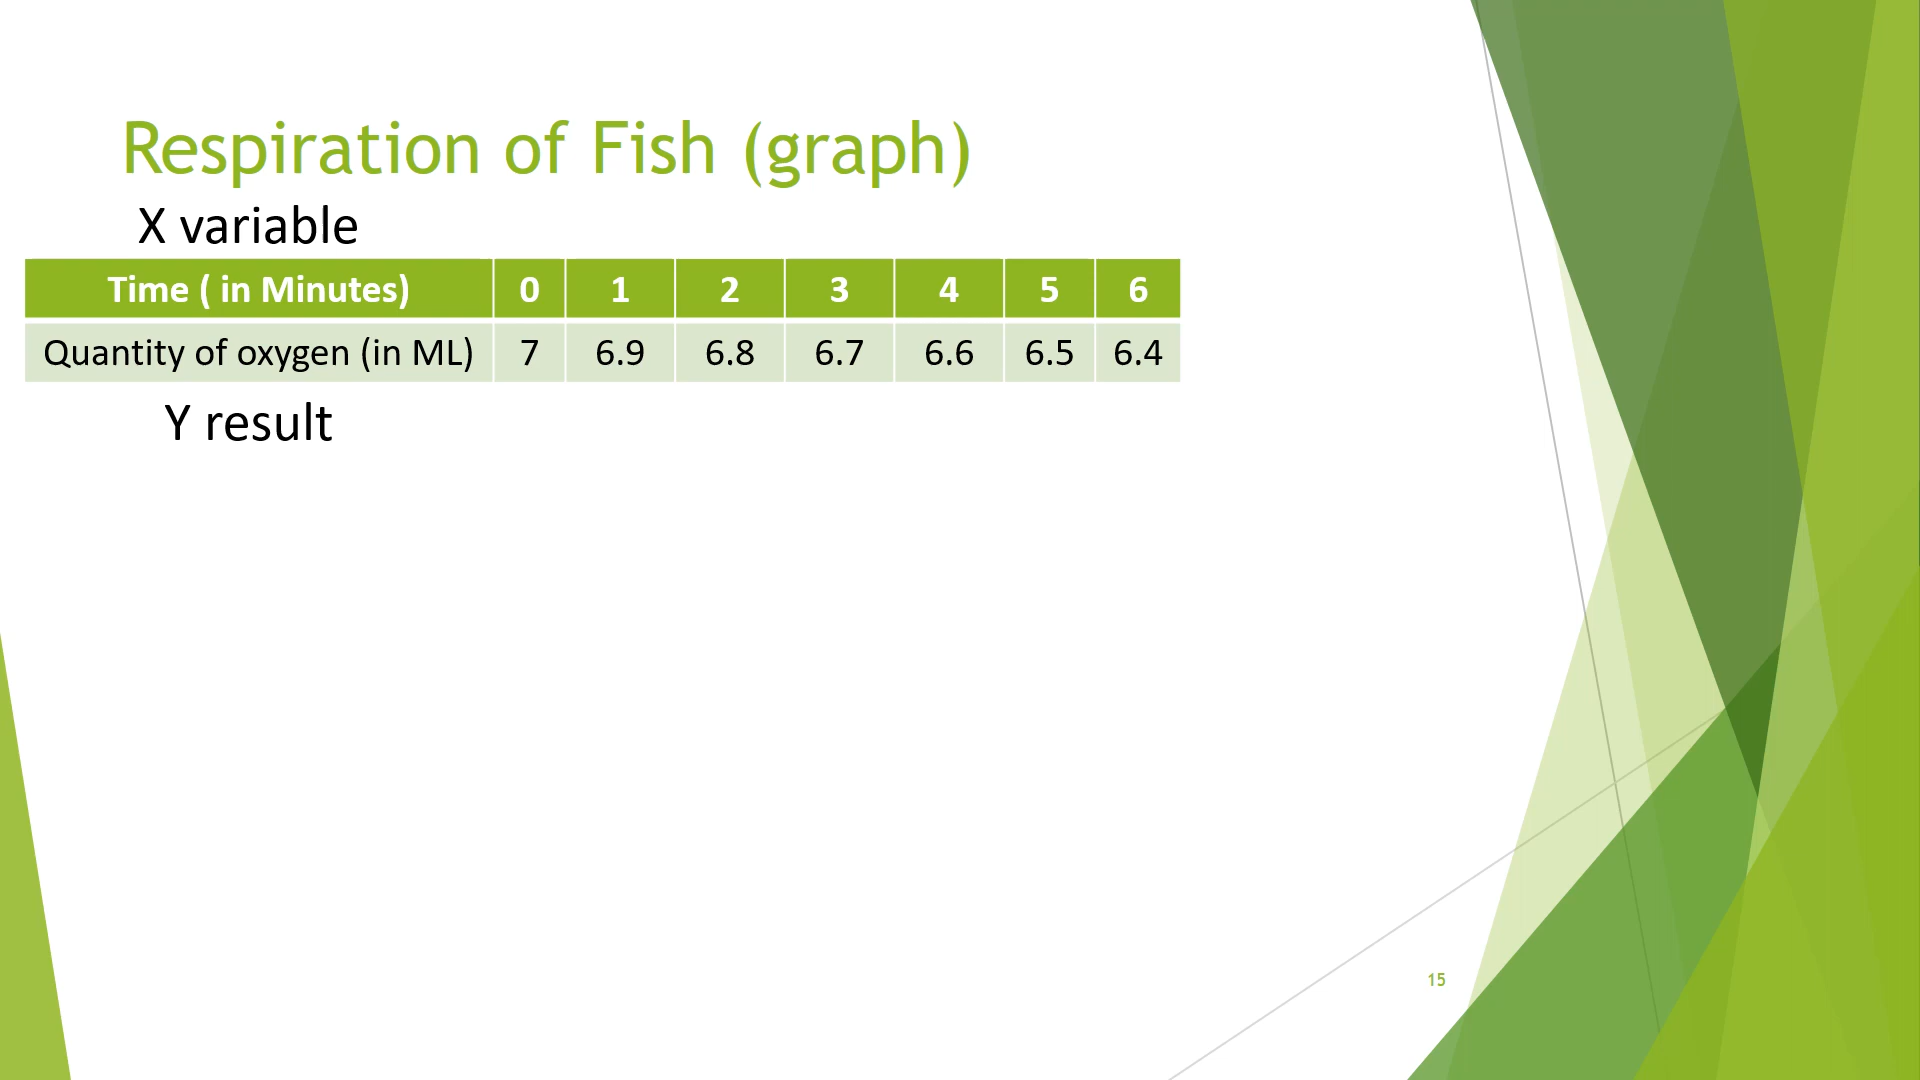 Respiration of Fish (graph)
X variable
Time ( in Minutes) 0 1 2 3 4 5 6
Quantity of oxygen (in ML) 7 6.9 6.8 6.7 6.6 6.5 6.4
Y result
15